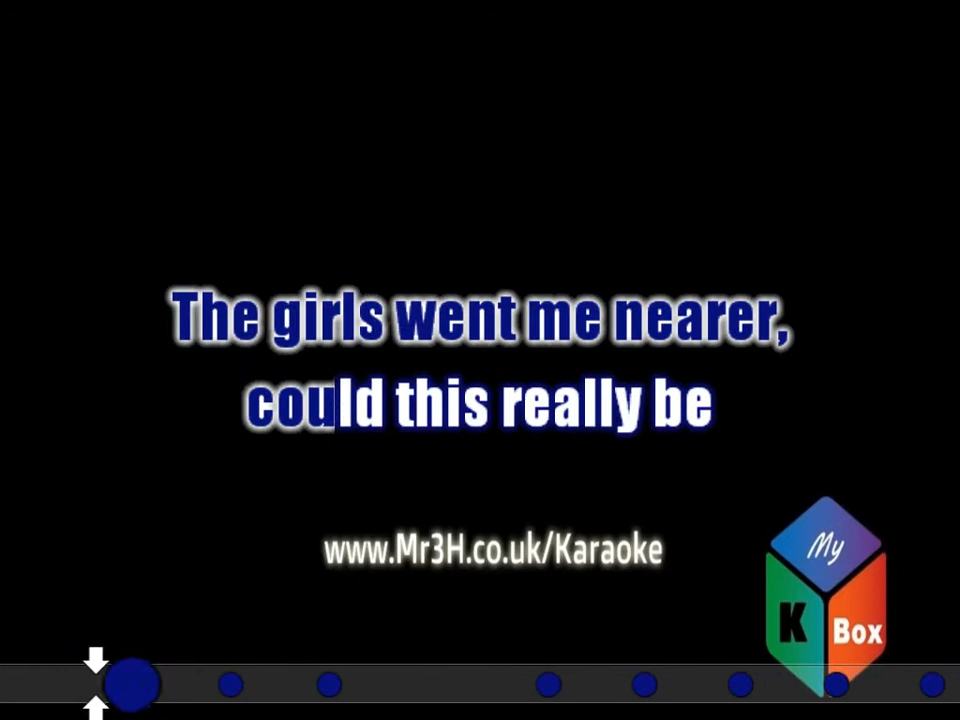 The girls went me nearer,
could this really be
www.Mr3H.co.uk/Karaoke
My
K Box